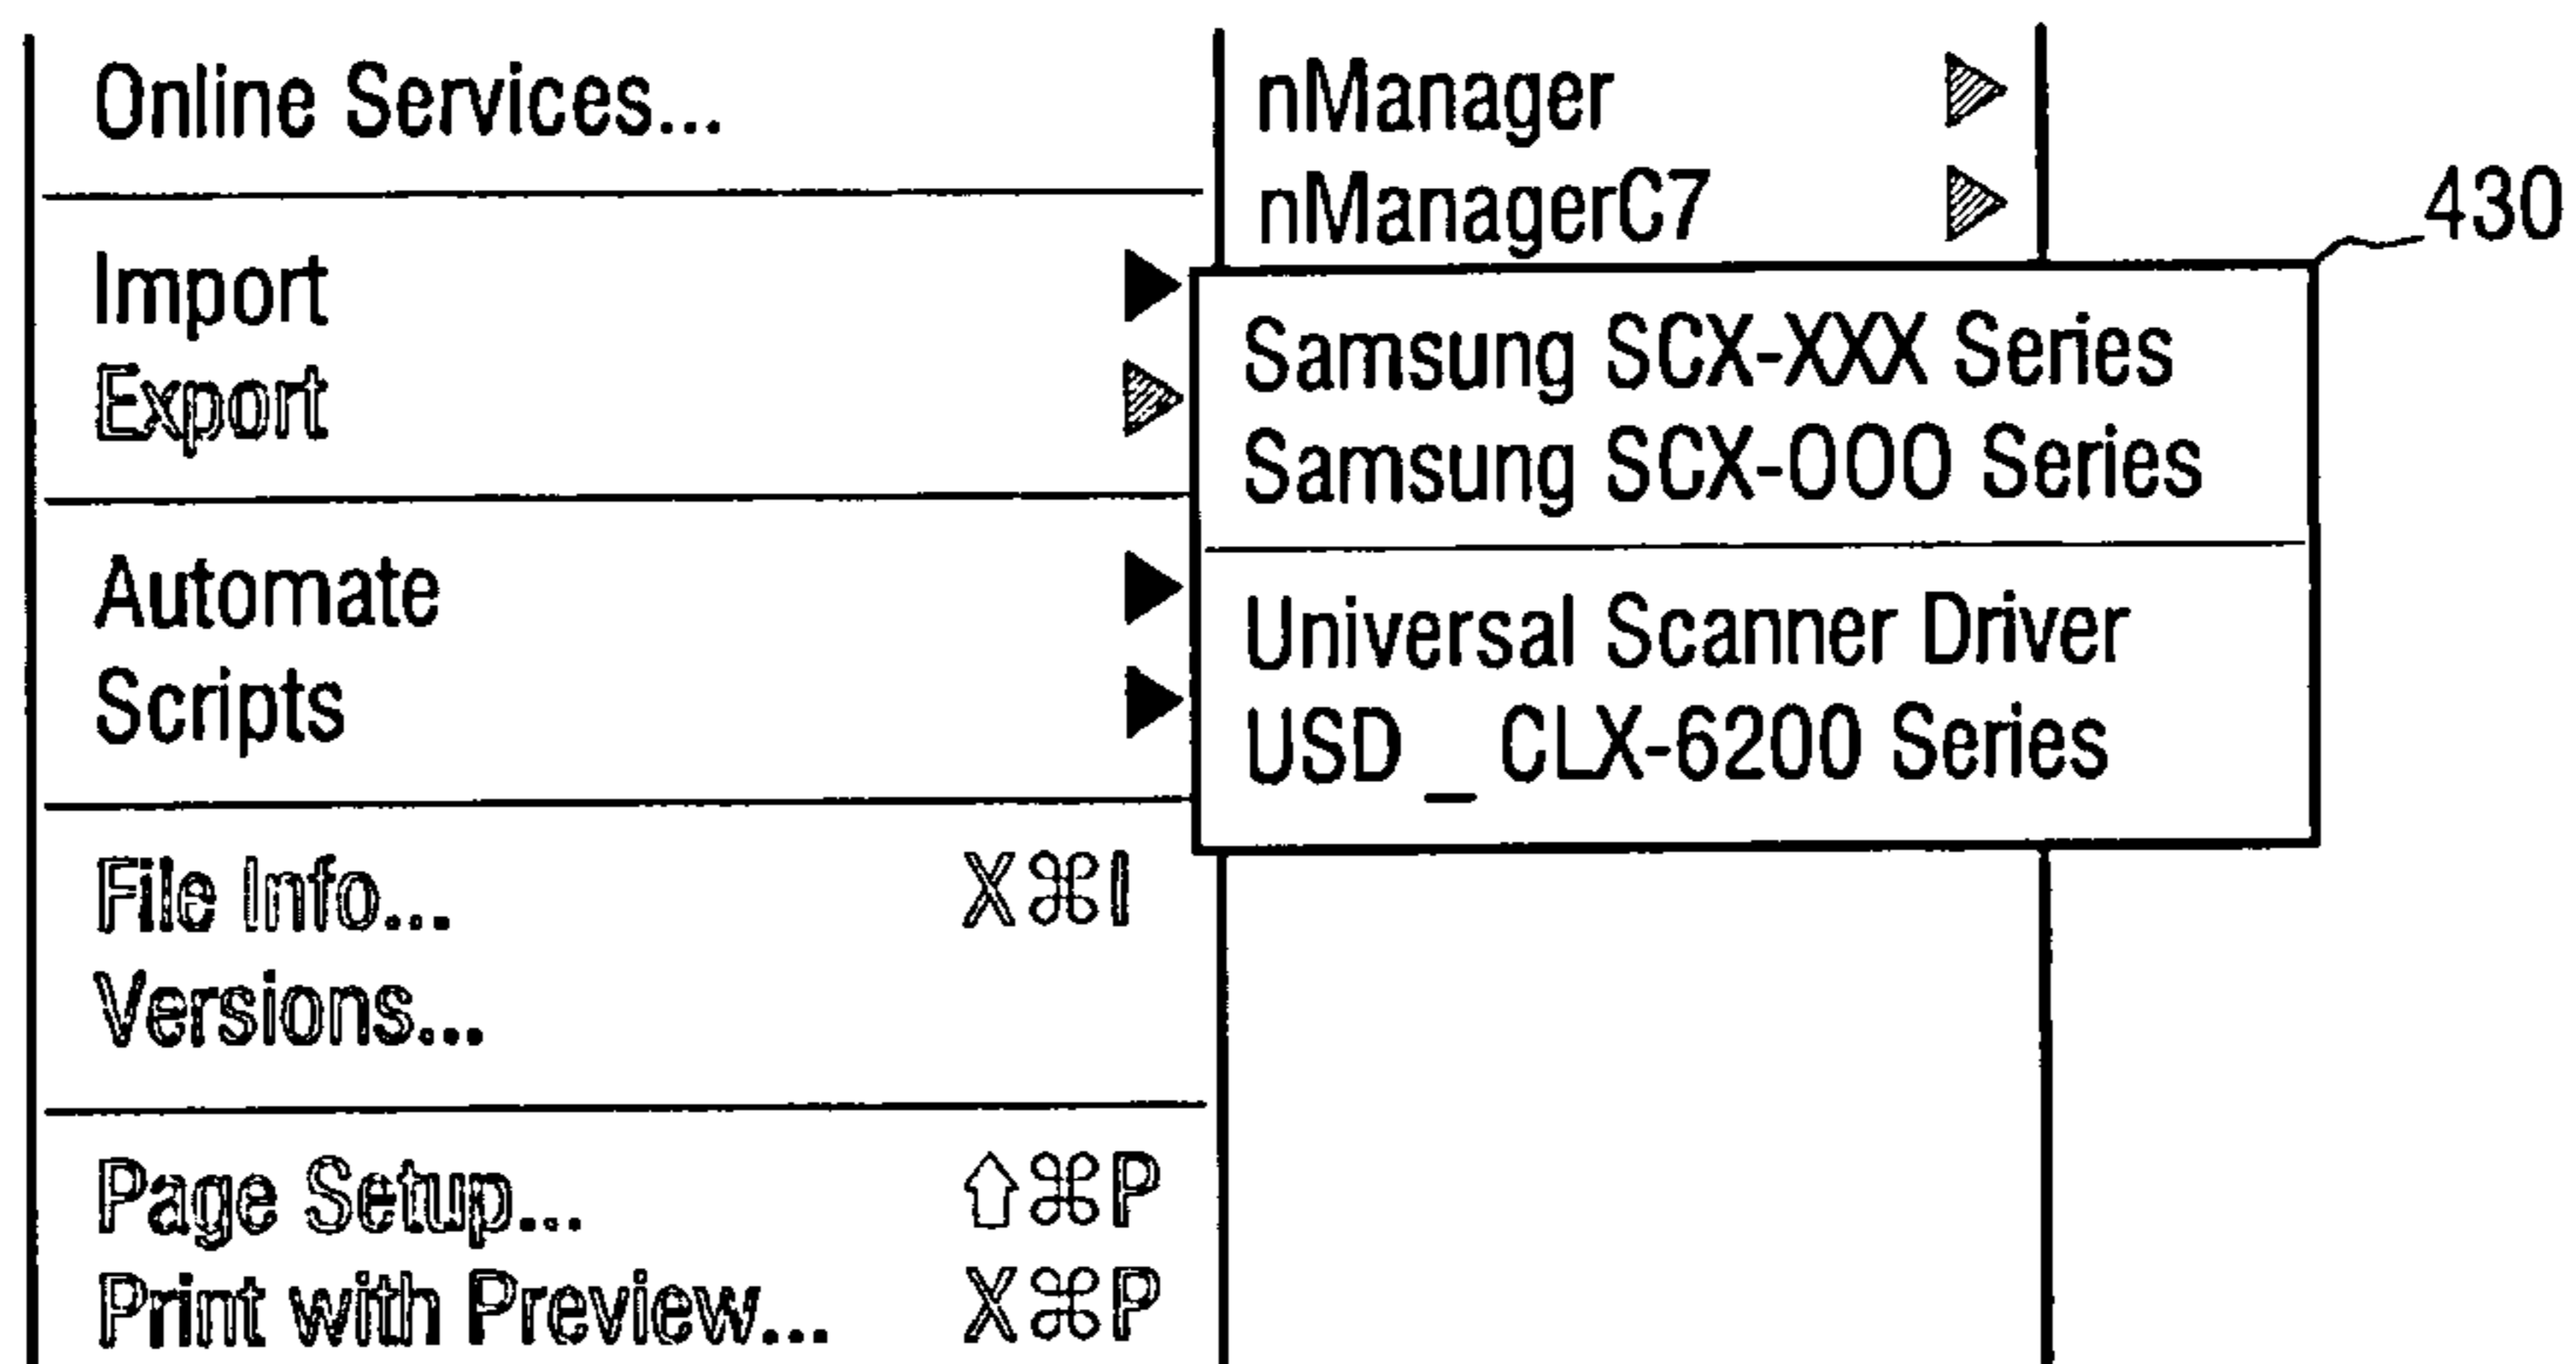 Online Services...
Import
Export
Automate
Scripts
File Info... X⌘I
Versions...
Page Setup... ⇧⌘P
Print with Preview... X⌘P
nManager
nManagerC7
430
Samsung SCX-XXX Series
Samsung SCX-OOO Series
Universal Scanner Driver
USD _ CLX-6200 Series